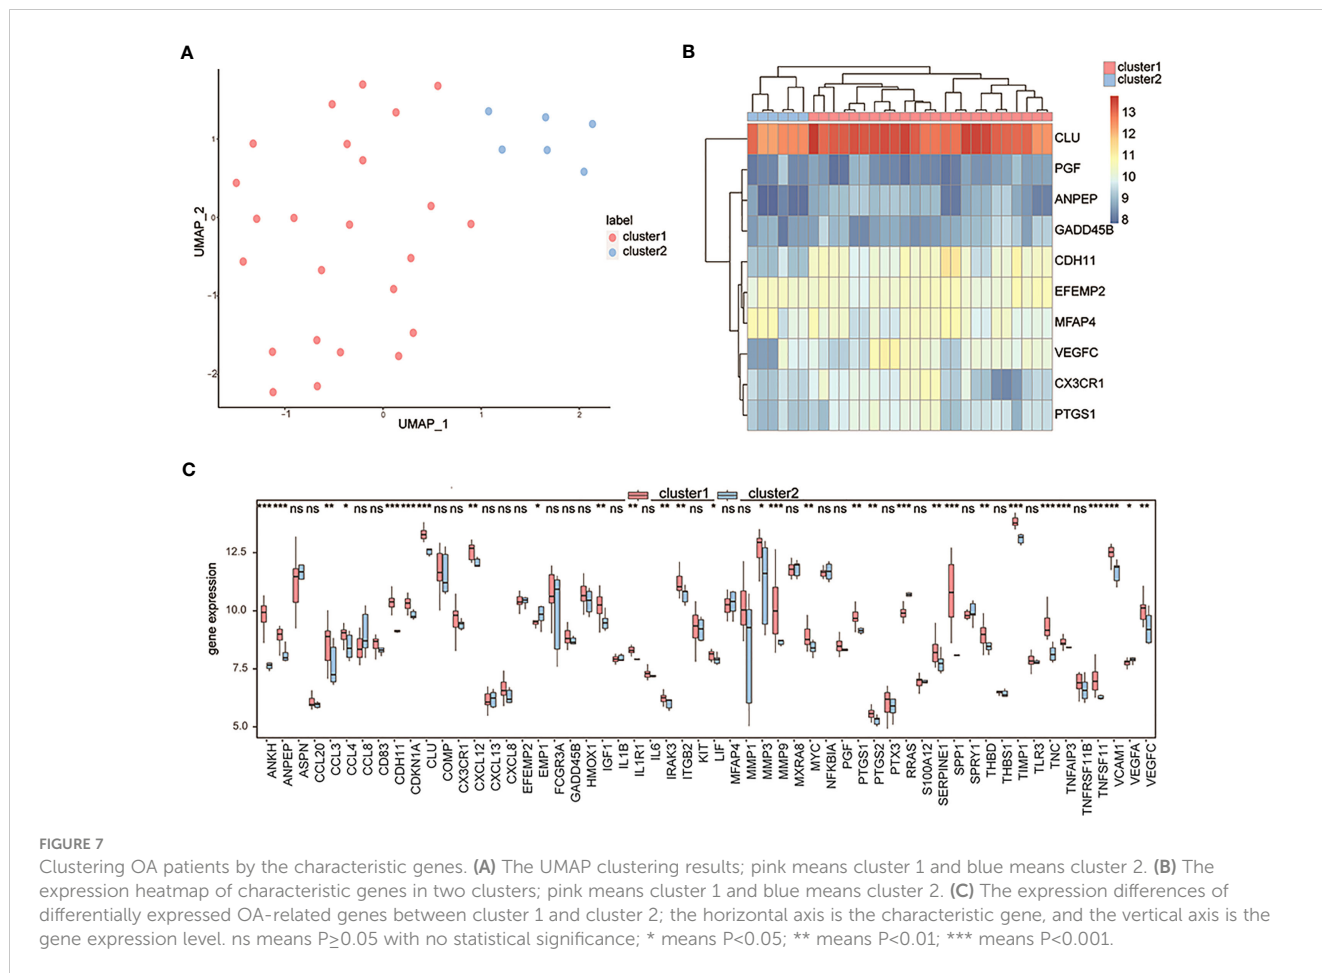 A
B
UMAP_2
1
0
−1
−2
−1
0
1
2
UMAP_1
label
cluster1
cluster2
cluster1
cluster2
13
12
11
10
9
8
CLU
PGF
ANPEP
GADD45B
CDH11
EFEMP2
MFAP4
VEGFC
CX3CR1
PTGS1
C
cluster1 cluster2
gene expression
12.5
10.0
7.5
5.0
ANKH
ANPEP
ASPN
CCL20
CCL3
CCL4
CCL8
CD83
CDH11
CDKN1A
CLU
COMP
CX3CR1
CXCL12
CXCL13
CXCL8
EFEMP2
EMP1
FCGR3A
GADD45B
HMOX1
IGF1
IL1B
IL1R1
IL6
IRAK3
ITGB2
KIT
LIF
MFAP4
MMP1
MMP3
MMP9
MXRA8
MYC
NFKBIA
PGF
PTGS1
PTGS2
PTX3
RRAS
S100A12
SERPINE1
SPP1
SPRY1
THBD
THBS1
TIMP1
TLR3
TNC
TNFAIP3
TNFRSF11B
TNFSF11
VCAM1
VEGFA
VEGFC
FIGURE 7
Clustering OA patients by the characteristic genes. (A) The UMAP clustering results; pink means cluster 1 and blue means cluster 2. (B) The
expression heatmap of characteristic genes in two clusters; pink means cluster 1 and blue means cluster 2. (C) The expression differences of
differentially expressed OA-related genes between cluster 1 and cluster 2; the horizontal axis is the characteristic gene, and the vertical axis is the
gene expression level. ns means P≥0.05 with no statistical significance; * means P<0.05; ** means P<0.01; *** means P<0.001.